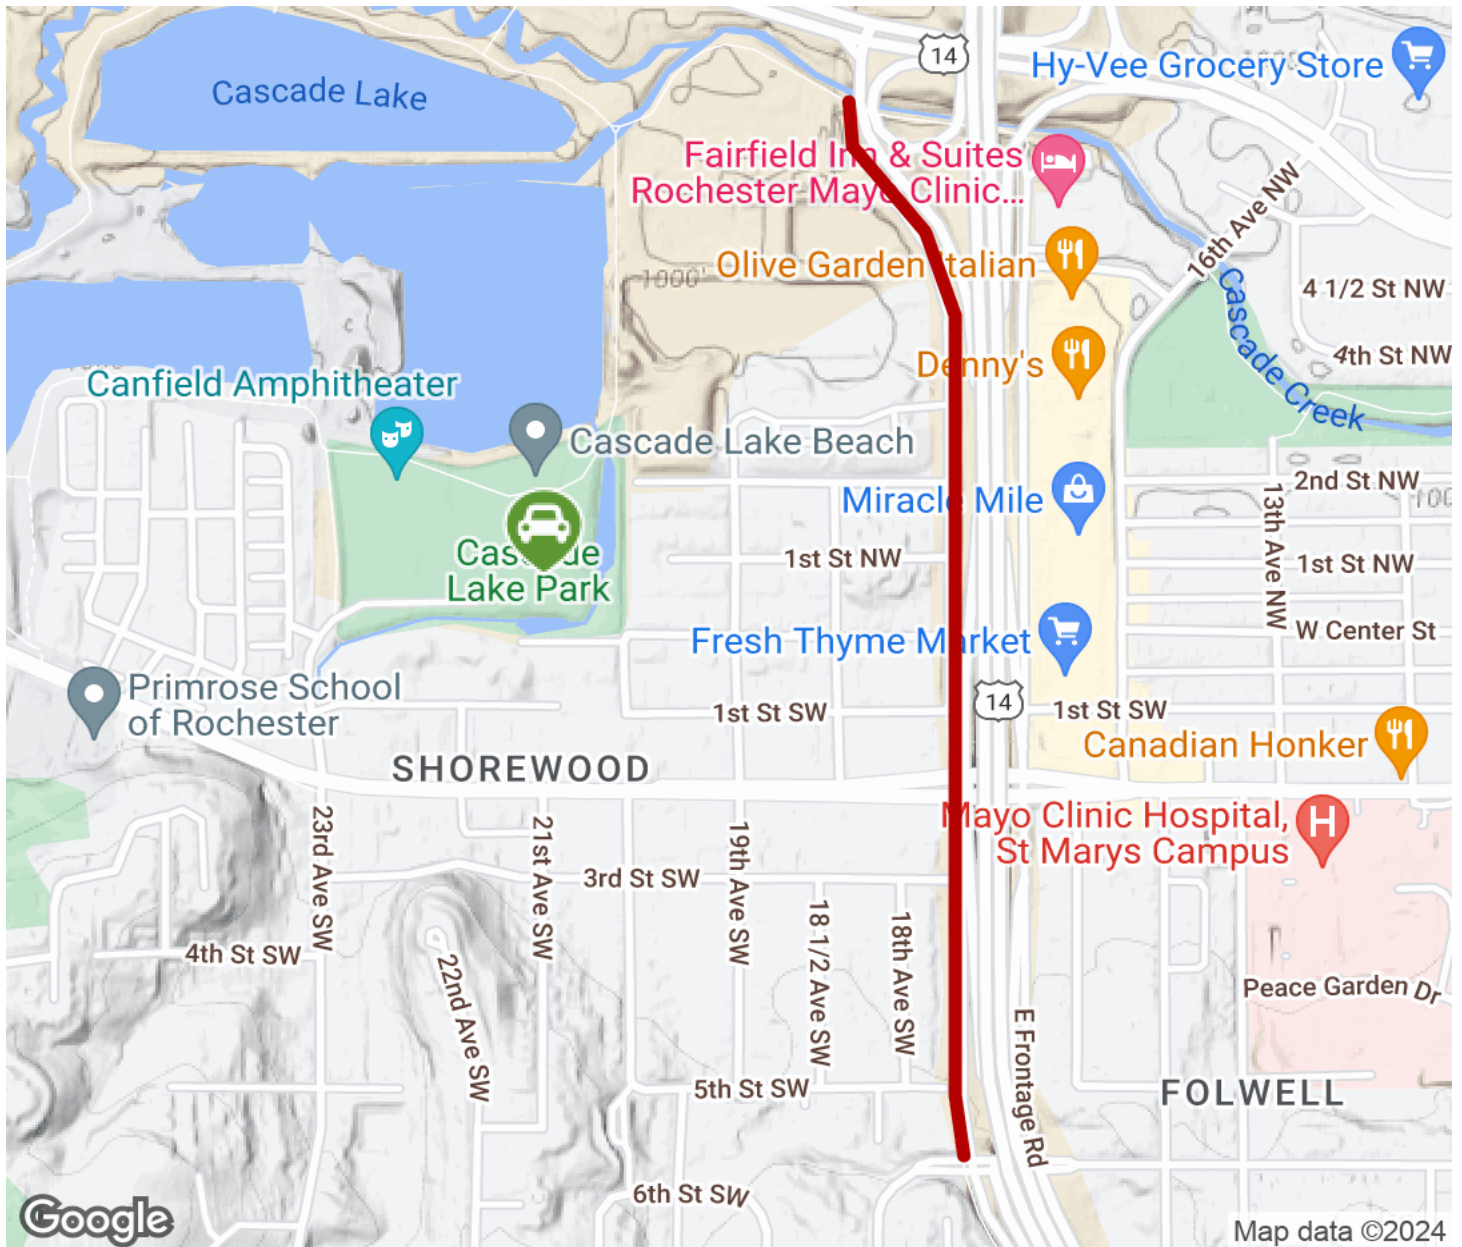 14
Hy-Vee Grocery Store
Cascade Lake
Fairfield Inn & Suites
Rochester Mayo Clinic...
16th Ave NW
Olive Garden Italian
1000'
Cascade Creek
4 1/2 St NW
4th St NW
Denny's
Canfield Amphitheater
Cascade Lake Beach
2nd St NW
Miracle Mile
13th Ave NW
Cascade
Lake Park
1st St NW
1st St NW
W Center St
Fresh Thyme Market
Primrose School
of Rochester
14
1st St SW
1st St SW
Canadian Honker
SHOREWOOD
Mayo Clinic Hospital,
St Marys Campus
H
23rd Ave SW
21st Ave SW
19th Ave SW
3rd St SW
18 1/2 Ave SW
18th Ave SW
4th St SW
22nd Ave SW
Peace Garden Dr
E Frontage Rd
5th St SW
FOLWELL
6th St SW
Google
Map data ©2024